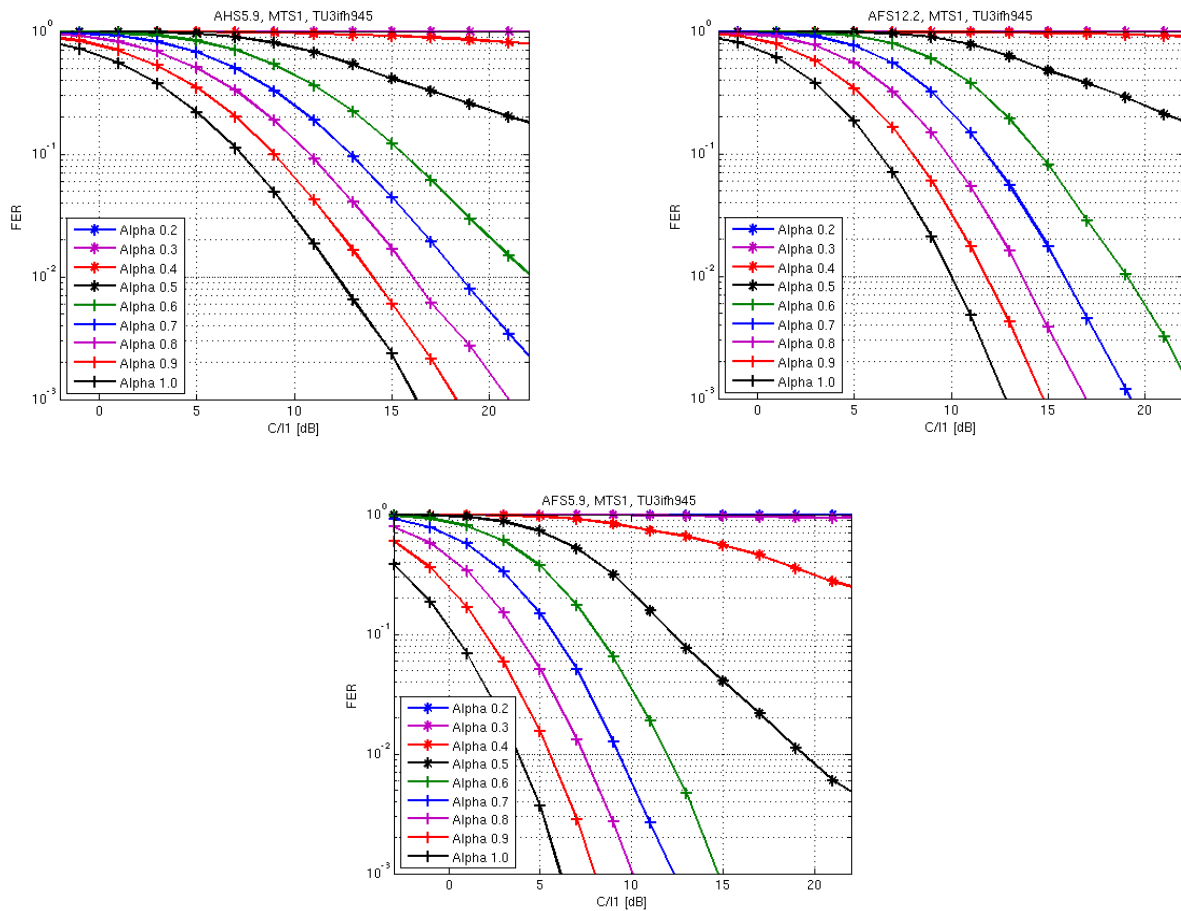 AHS5.9, MTS1, TU3ifh945
10^0
10^-1
10^-2
10^-3
FER
Alpha 0.2
Alpha 0.3
Alpha 0.4
Alpha 0.5
Alpha 0.6
Alpha 0.7
Alpha 0.8
Alpha 0.9
Alpha 1.0
0 5 10 15 20
C/I1 [dB]
AFS12.2, MTS1, TU3ifh945
10^0
10^-1
10^-2
10^-3
FER
Alpha 0.2
Alpha 0.3
Alpha 0.4
Alpha 0.5
Alpha 0.6
Alpha 0.7
Alpha 0.8
Alpha 0.9
Alpha 1.0
0 5 10 15 20
C/I1 [dB]
AFS5.9, MTS1, TU3ifh945
10^0
10^-1
10^-2
10^-3
FER
Alpha 0.2
Alpha 0.3
Alpha 0.4
Alpha 0.5
Alpha 0.6
Alpha 0.7
Alpha 0.8
Alpha 0.9
Alpha 1.0
0 5 10 15 20
C/I1 [dB]